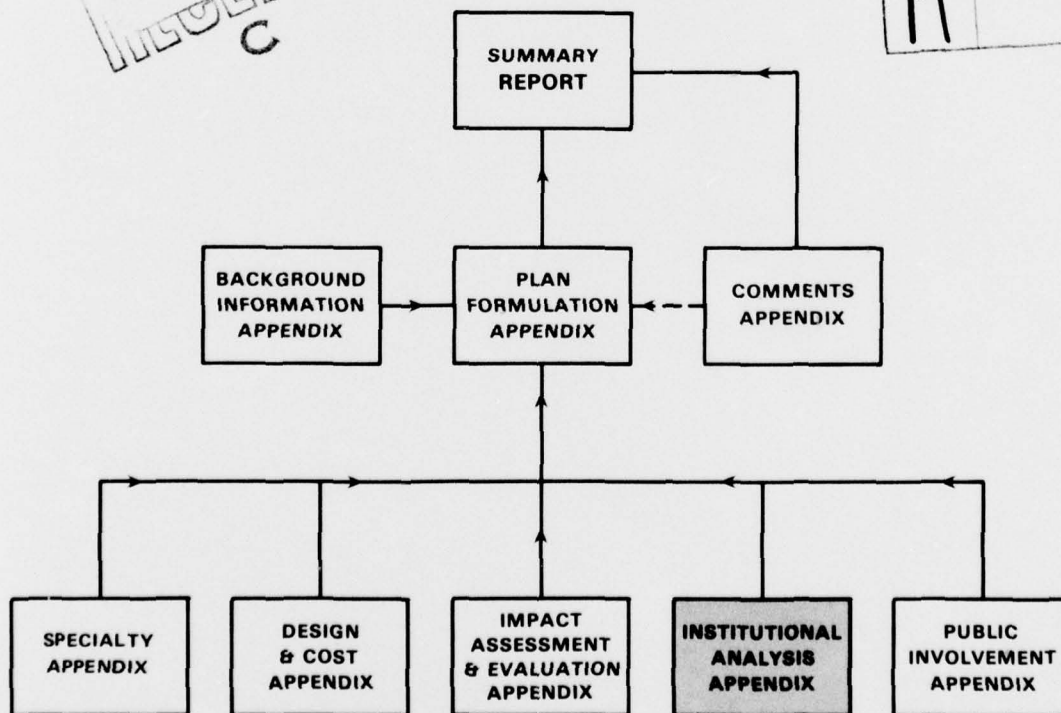 C
SUMMARY
REPORT
BACKGROUND
INFORMATION
APPENDIX
PLAN
FORMULATION
APPENDIX
COMMENTS
APPENDIX
SPECIALTY
APPENDIX
DESIGN
& COST
APPENDIX
IMPACT
ASSESSMENT
& EVALUATION
APPENDIX
INSTITUTIONAL
ANALYSIS
APPENDIX
PUBLIC
INVOLVEMENT
APPENDIX